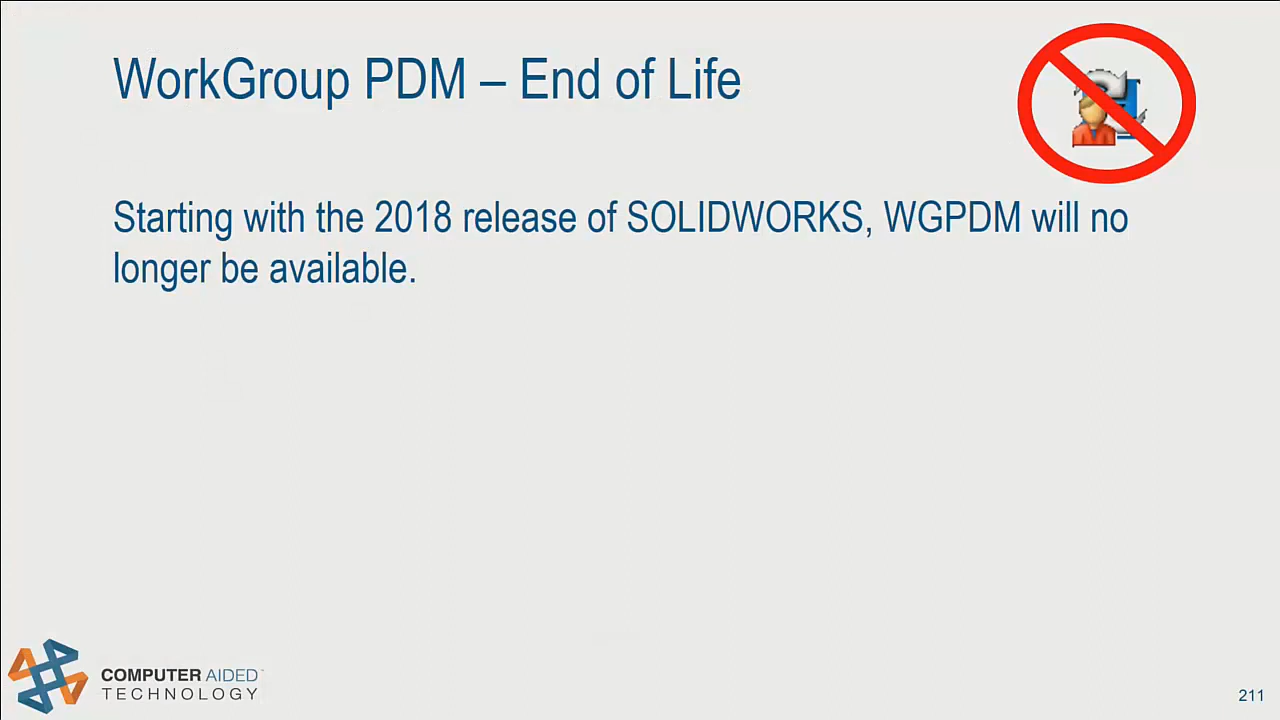 WorkGroup PDM – End of Life
Starting with the 2018 release of SOLIDWORKS, WGPDM will no
longer be available.
COMPUTER AIDED
TECHNOLOGY
211